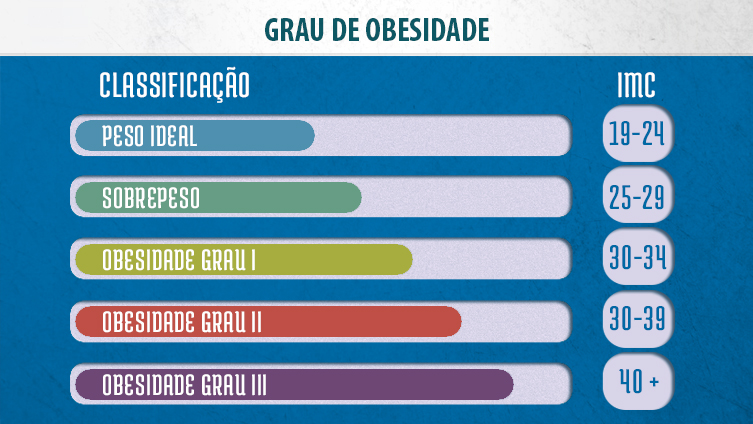 GRAU DE OBESIDADE
CLASSIFICAÇÃO IMC
PESO IDEAL 19-24
SOBREPESO 25-29
OBESIDADE GRAU I 30-34
OBESIDADE GRAU II 30-39
OBESIDADE GRAU III 40 +